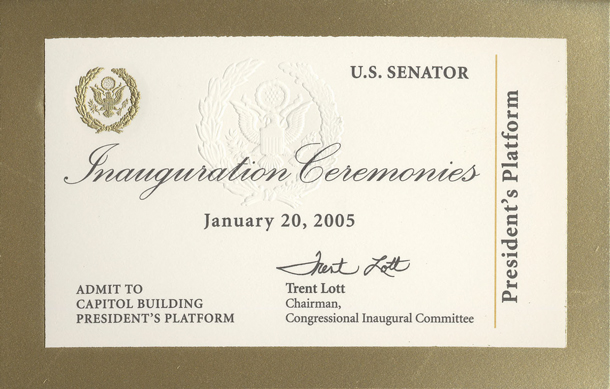 U.S. SENATOR
Inauguration Ceremonies
January 20, 2005
Trent Lott
ADMIT TO
CAPITOL BUILDING
PRESIDENT'S PLATFORM
Trent Lott
Chairman,
Congressional Inaugural Committee
President's Platform